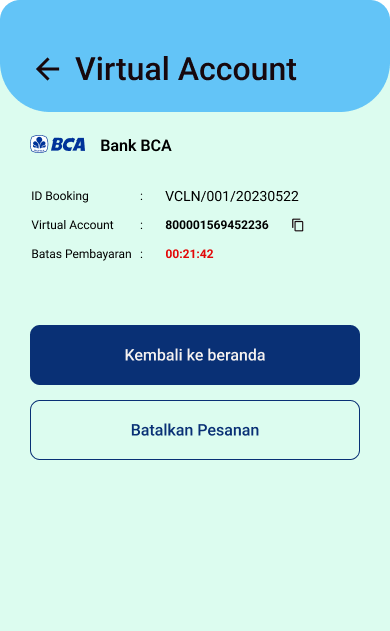 Virtual Account
BCA Bank BCA
ID Booking : VCLN/001/20230522
Virtual Account : 800001569452236
Batas Pembayaran : 00:21:42
Kembali ke beranda
Batalkan Pesanan